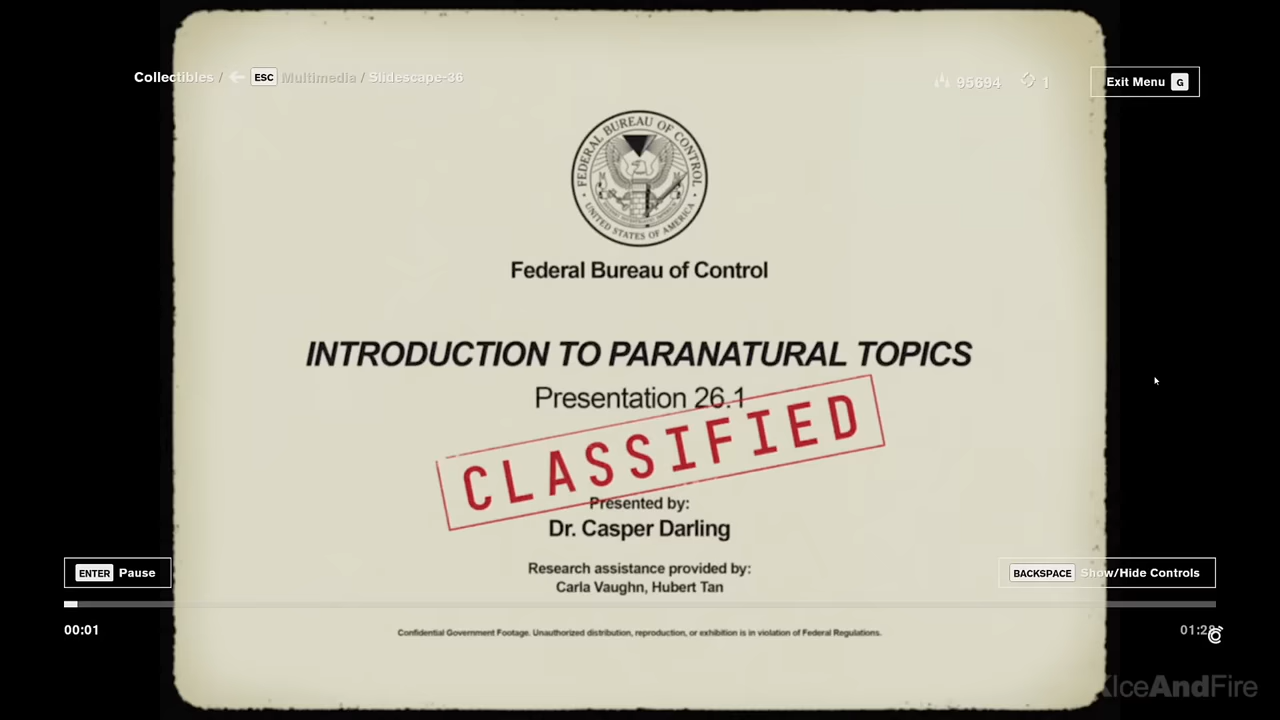 Collectibles / ESC Multimedia / Slidescape-36
95694 1
Exit Menu G
FEDERAL BUREAU OF CONTROL
UNITED STATES OF AMERICA
Federal Bureau of Control
INTRODUCTION TO PARANATURAL TOPICS
Presentation 26.1
CLASSIFIED
Presented by:
Dr. Casper Darling
Research assistance provided by:
Carla Vaughn, Hubert Tan
ENTER Pause
BACKSPACE Show/Hide Controls
00:01
Confidential Government Footage. Unauthorized distribution, reproduction, or exhibition is in violation of Federal Regulations.
IceAndFire